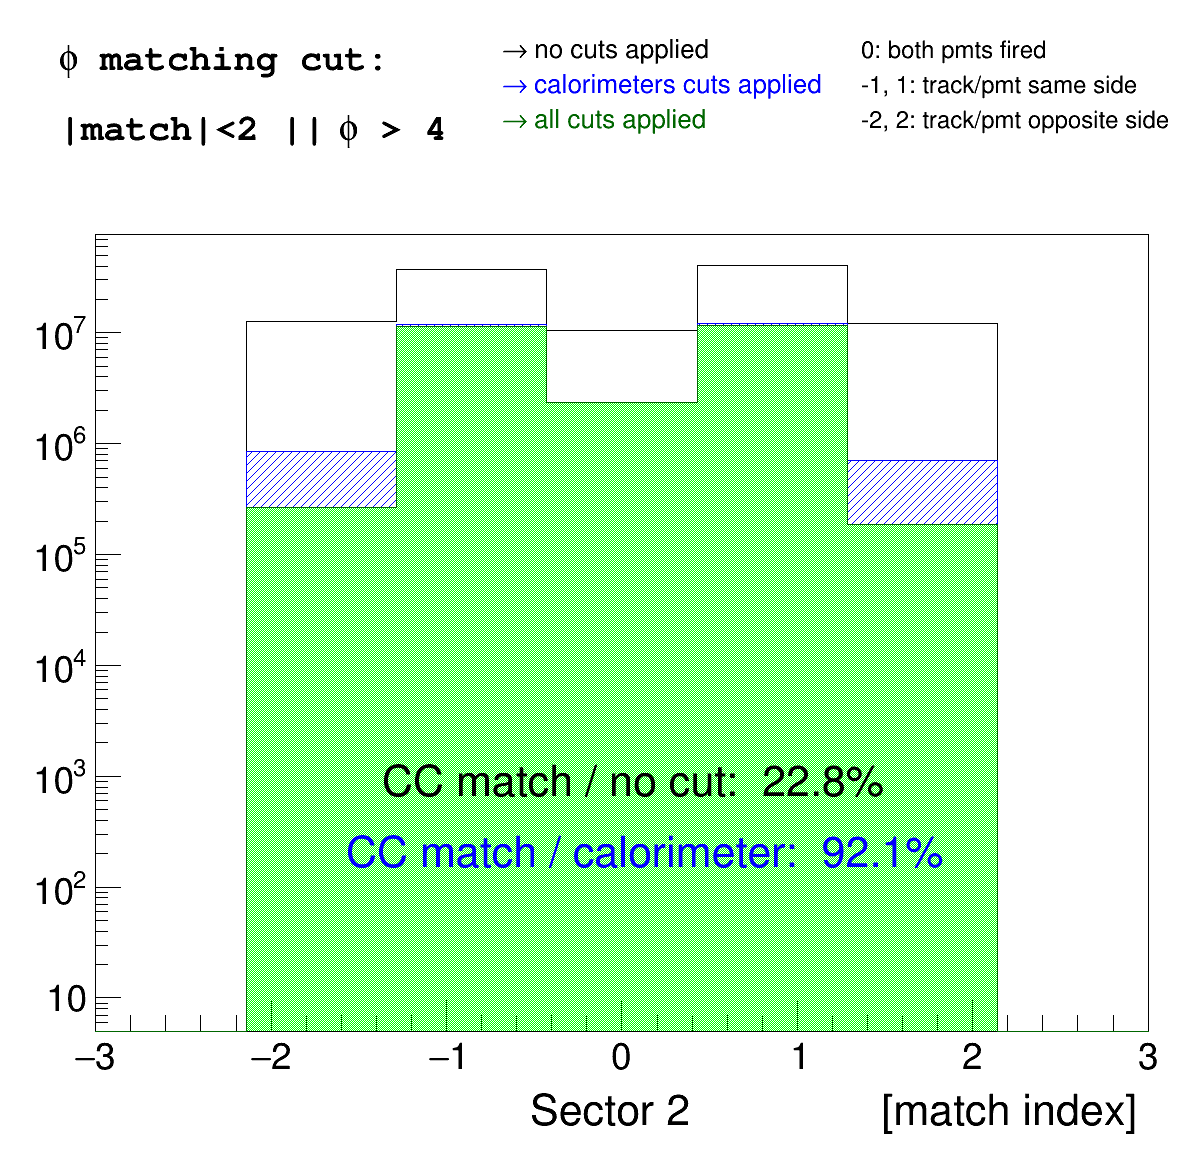 ϕ matching cut:
|match|<2 || ϕ > 4
→ no cuts applied
→ calorimeters cuts applied
→ all cuts applied
0: both pmts fired
-1, 1: track/pmt same side
-2, 2: track/pmt opposite side
10^7
10^6
10^5
10^4
10^3
10^2
10
CC match / no cut: 22.8%
CC match / calorimeter: 92.1%
−3 −2 −1 0 1 2 3
Sector 2
[match index]